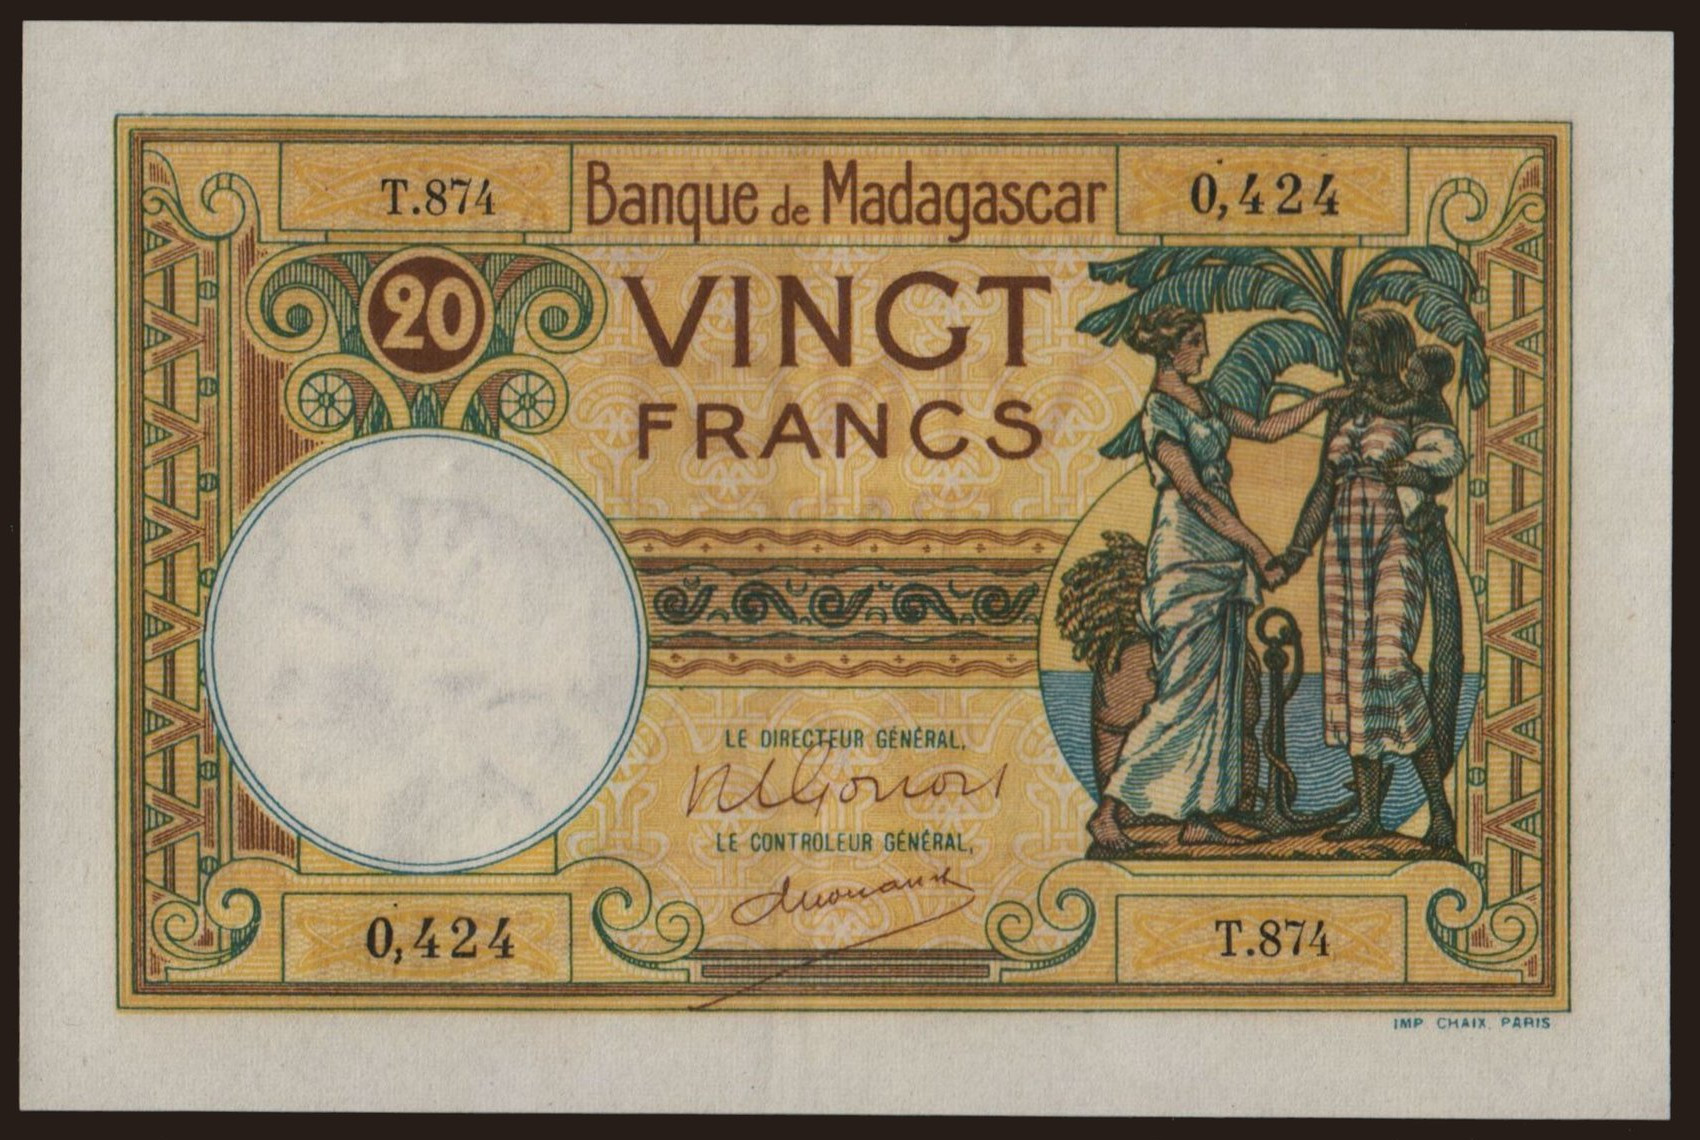 T.874 Banque de Madagascar 0,424
20
VINGT
FRANCS
LE DIRECTEUR GÉNÉRAL,
LE CONTROLEUR GÉNÉRAL,
0,424 T.874
IMP. CHAIX. PARIS